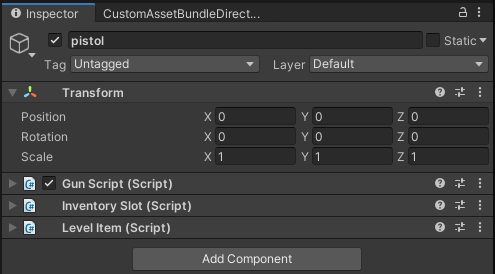 Inspector CustomAssetBundleDirect...
pistol Static
Tag Untagged Layer Default
Transform
Position X 0 Y 0 Z 0
Rotation X 0 Y 0 Z 0
Scale X 1 Y 1 Z 1
Gun Script (Script)
Inventory Slot (Script)
Level Item (Script)
Add Component